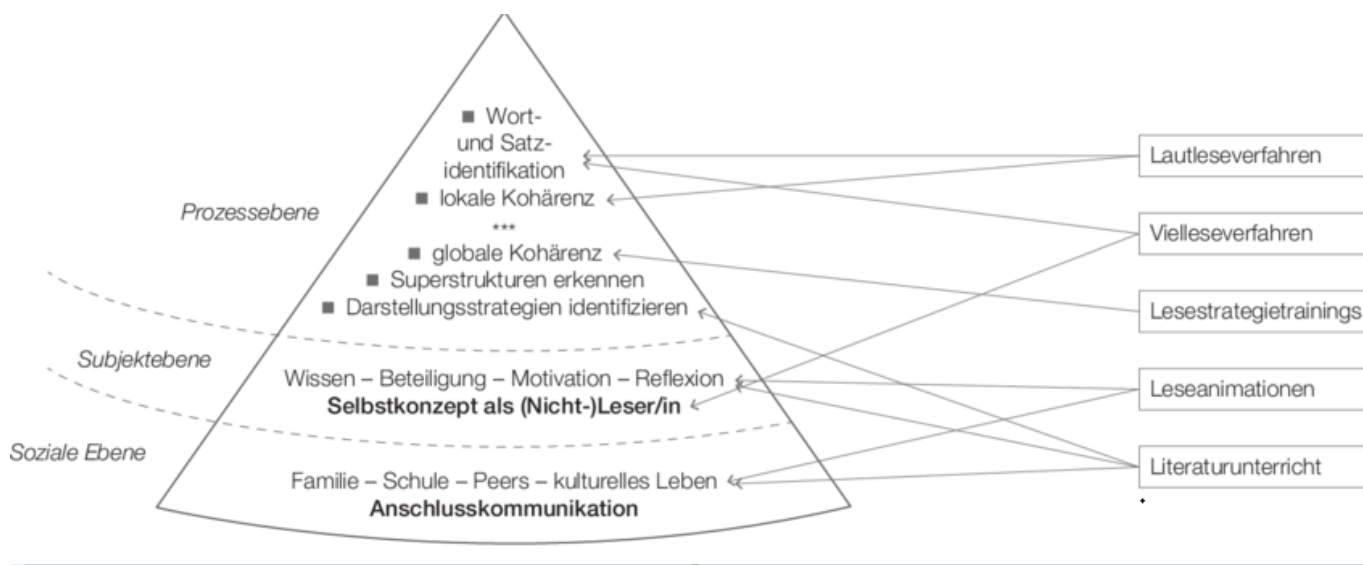 ■ Wort-
und Satz-
identifikation
■ lokale Kohärenz
***
■ globale Kohärenz
■ Superstrukturen erkennen
■ Darstellungsstrategien identifizieren
Prozessebene
Subjektebene
Wissen – Beteiligung – Motivation – Reflexion
Selbstkonzept als (Nicht-)Leser/in
Soziale Ebene
Familie – Schule – Peers – kulturelles Leben
Anschlusskommunikation
Lautleseverfahren
Vielleseverfahren
Lesestrategietrainings
Leseanimationen
Literaturunterricht